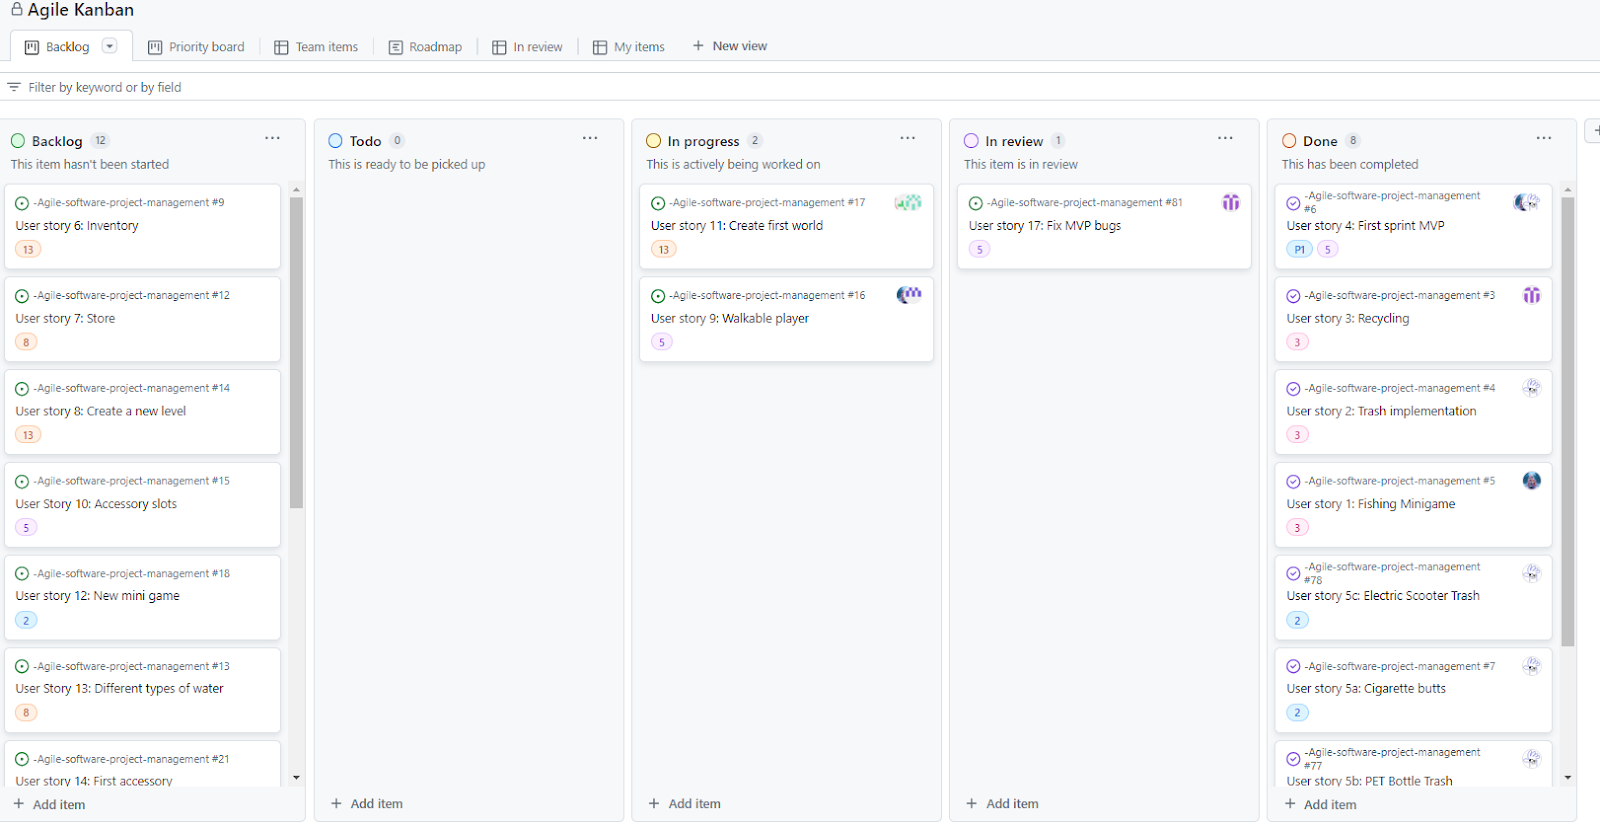 Agile Kanban
Backlog
Priority board
Team items
Roadmap
In review
My items
+ New view
Filter by keyword or by field
Backlog 12
This item hasn't been started
-Agile-software-project-management #9
User story 6: Inventory
13
-Agile-software-project-management #12
User story 7: Store
8
-Agile-software-project-management #14
User story 8: Create a new level
13
-Agile-software-project-management #15
User Story 10: Accessory slots
5
-Agile-software-project-management #18
User story 12: New mini game
2
-Agile-software-project-management #13
User Story 13: Different types of water
8
-Agile-software-project-management #21
User story 14: First accessory
+ Add item
Todo 0
This is ready to be picked up
+ Add item
In progress 2
This is actively being worked on
-Agile-software-project-management #17
User story 11: Create first world
13
-Agile-software-project-management #16
User story 9: Walkable player
5
+ Add item
In review 1
This item is in review
-Agile-software-project-management #81
User story 17: Fix MVP bugs
5
+ Add item
Done 8
This has been completed
-Agile-software-project-management
#6
User story 4: First sprint MVP
P1 5
-Agile-software-project-management #3
User story 3: Recycling
3
-Agile-software-project-management #4
User story 2: Trash implementation
3
-Agile-software-project-management #5
User story 1: Fishing Minigame
3
-Agile-software-project-management
#78
User story 5c: Electric Scooter Trash
2
-Agile-software-project-management #7
User story 5a: Cigarette butts
2
-Agile-software-project-management
#77
User story 5b: PET Bottle Trash
+ Add item